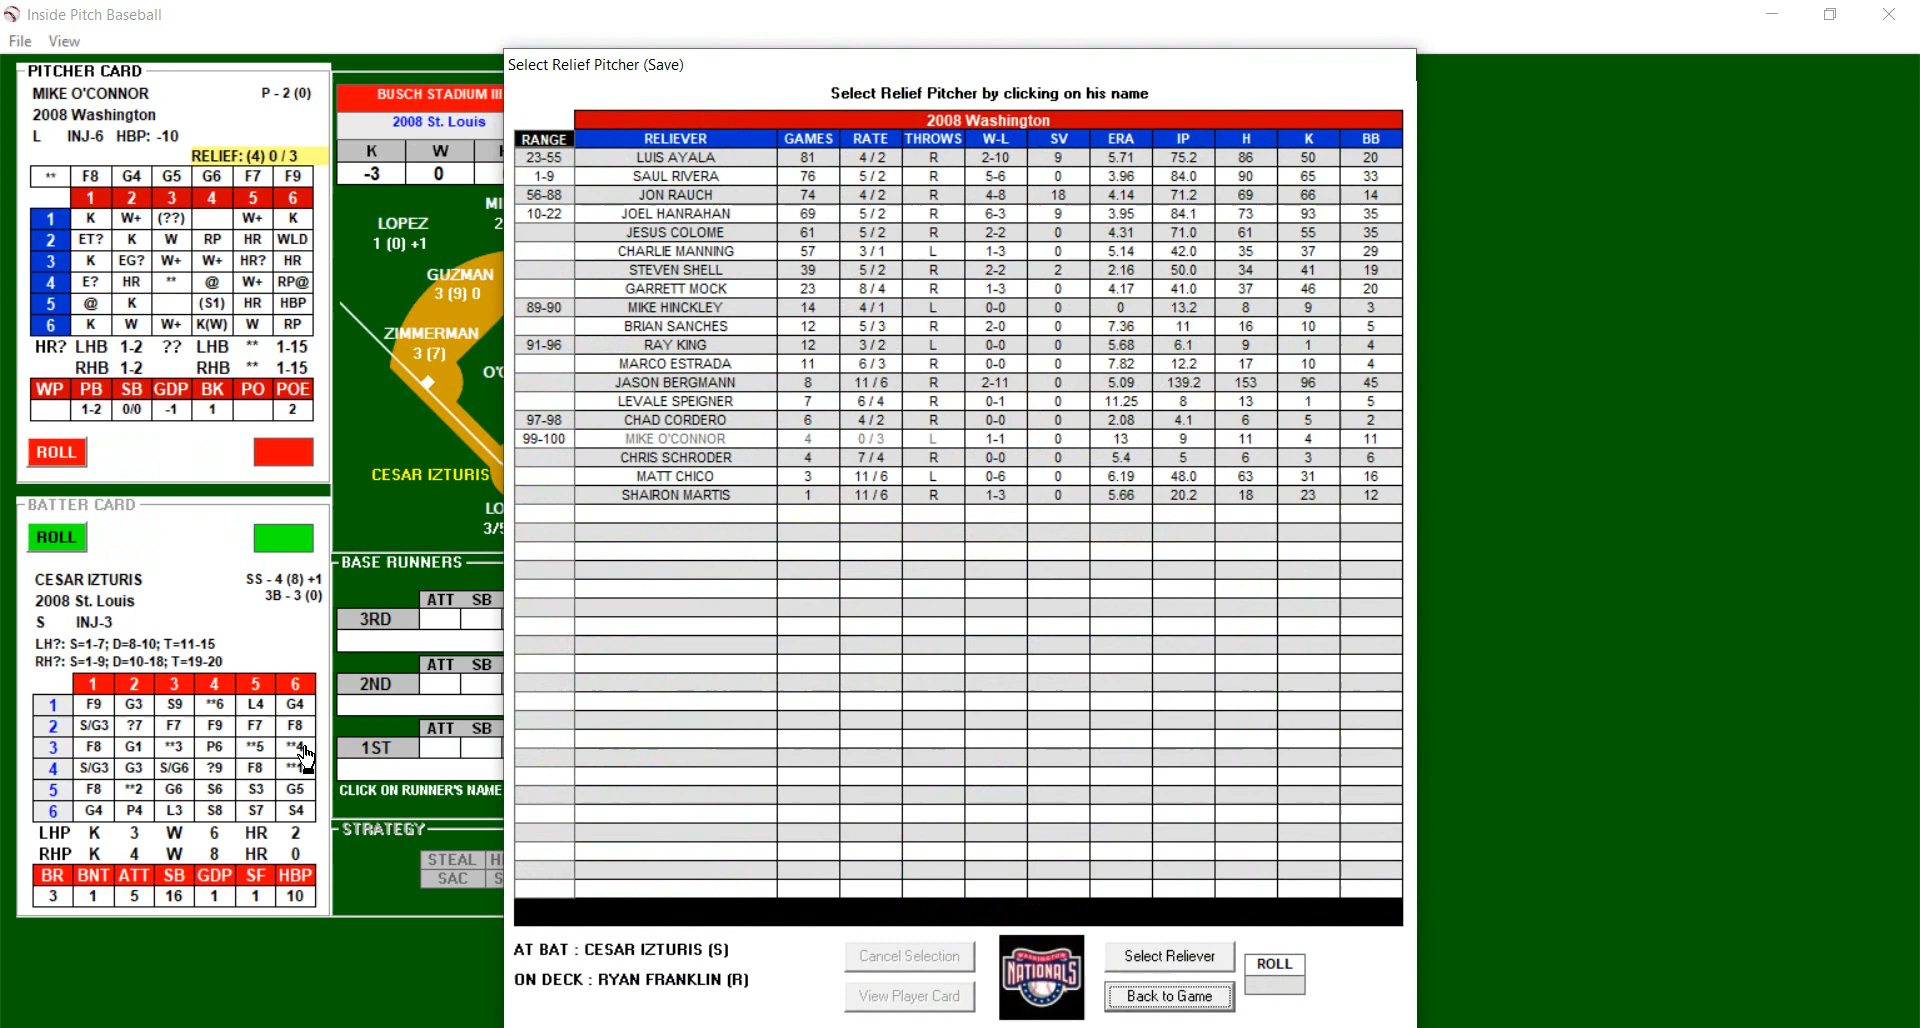 Inside Pitch Baseball
File View
PITCHER CARD
MIKE O'CONNOR P - 2 (0)
2008 Washington
L INJ-6 HBP: -10
RELIEF: (4) 0 / 3
** F8 G4 G5 G6 F7 F9
1 2 3 4 5 6
1 K W+ (??) W+ K
2 ET? K W RP HR WLD
3 K EG? W+ W+ HR? HR
4 E? HR ** @ W+ RP@
5 @ K (S1) HR HBP
6 K W W+ K(W) W RP
HR? LHB 1-2 ?? LHB ** 1-15
RHB 1-2 RHB ** 1-15
WP PB SB GDP BK PO POE
1-2 0/0 -1 1 2
ROLL
BATTER CARD
ROLL
CESAR IZTURIS SS - 4 (8) +1
2008 St. Louis 3B - 3 (0)
S INJ-3
LH?: S=1-7; D=8-10; T=11-15
RH?: S=1-9; D=10-18; T=19-20
1 2 3 4 5 6
1 F9 G3 S9 **6 L4 G4
2 S/G3 ?7 F7 F9 F7 F8
3 F8 G1 **3 P6 **5 **4
4 S/G3 G3 S/G6 ?9 F8
5 F8 **2 G6 S6 S3 G5
6 G4 P4 L3 S8 S7 S4
LHP K 3 W 6 HR 2
RHP K 4 W 8 HR 0
BR BNT ATT SB GDP SF HBP
3 1 5 16 1 1 10
BUSCH STADIUM III
2008 St. Louis
K W
-3 0
MI
LOPEZ 2
1 (0) +1
GUZMAN
3 (9) 0
ZIMMERMAN
3 (7)
O'C
CESAR IZTURIS
LO
3/5
BASE RUNNERS
ATT SB
3RD
ATT SB
2ND
ATT SB
1ST
CLICK ON RUNNER'S NAME
STRATEGY
STEAL H
SAC S
Select Relief Pitcher (Save)
Select Relief Pitcher by clicking on his name
2008 Washington
RANGE RELIEVER GAMES RATE THROWS W-L SV ERA IP H K BB
23-55 LUIS AYALA 81 4 / 2 R 2-10 9 5.71 75.2 86 50 20
1-9 SAUL RIVERA 76 5 / 2 R 5-6 0 3.96 84.0 90 65 33
56-88 JON RAUCH 74 4 / 2 R 4-8 18 4.14 71.2 69 66 14
10-22 JOEL HANRAHAN 69 5 / 2 R 6-3 9 3.95 84.1 73 93 35
JESUS COLOME 61 5 / 2 R 2-2 0 4.31 71.0 61 55 35
CHARLIE MANNING 57 3 / 1 L 1-3 0 5.14 42.0 35 37 29
STEVEN SHELL 39 5 / 2 R 2-2 2 2.16 50.0 34 41 19
GARRETT MOCK 23 8 / 4 R 1-3 0 4.17 41.0 37 46 20
89-90 MIKE HINCKLEY 14 4 / 1 L 0-0 0 0 13.2 8 9 3
BRIAN SANCHES 12 5 / 3 R 2-0 0 7.36 11 16 10 5
91-96 RAY KING 12 3 / 2 L 0-0 0 5.68 6.1 9 1 4
MARCO ESTRADA 11 6 / 3 R 0-0 0 7.82 12.2 17 10 4
JASON BERGMANN 8 11 / 6 R 2-11 0 5.09 139.2 153 96 45
LEVALE SPEIGNER 7 6 / 4 R 0-1 0 11.25 8 13 1 5
97-98 CHAD CORDERO 6 4 / 2 R 0-0 0 2.08 4.1 6 5 2
99-100 MIKE O'CONNOR 4 0 / 3 L 1-1 0 13 9 11 4 11
CHRIS SCHRODER 4 7 / 4 R 0-0 0 5.4 5 6 3 6
MATT CHICO 3 11 / 6 L 0-6 0 6.19 48.0 63 31 16
SHAIRON MARTIS 1 11 / 6 R 1-3 0 5.66 20.2 18 23 12
AT BAT : CESAR IZTURIS (S)
ON DECK : RYAN FRANKLIN (R)
Cancel Selection
View Player Card
WASHINGTON
NATIONALS
Select Reliever
Back to Game
ROLL